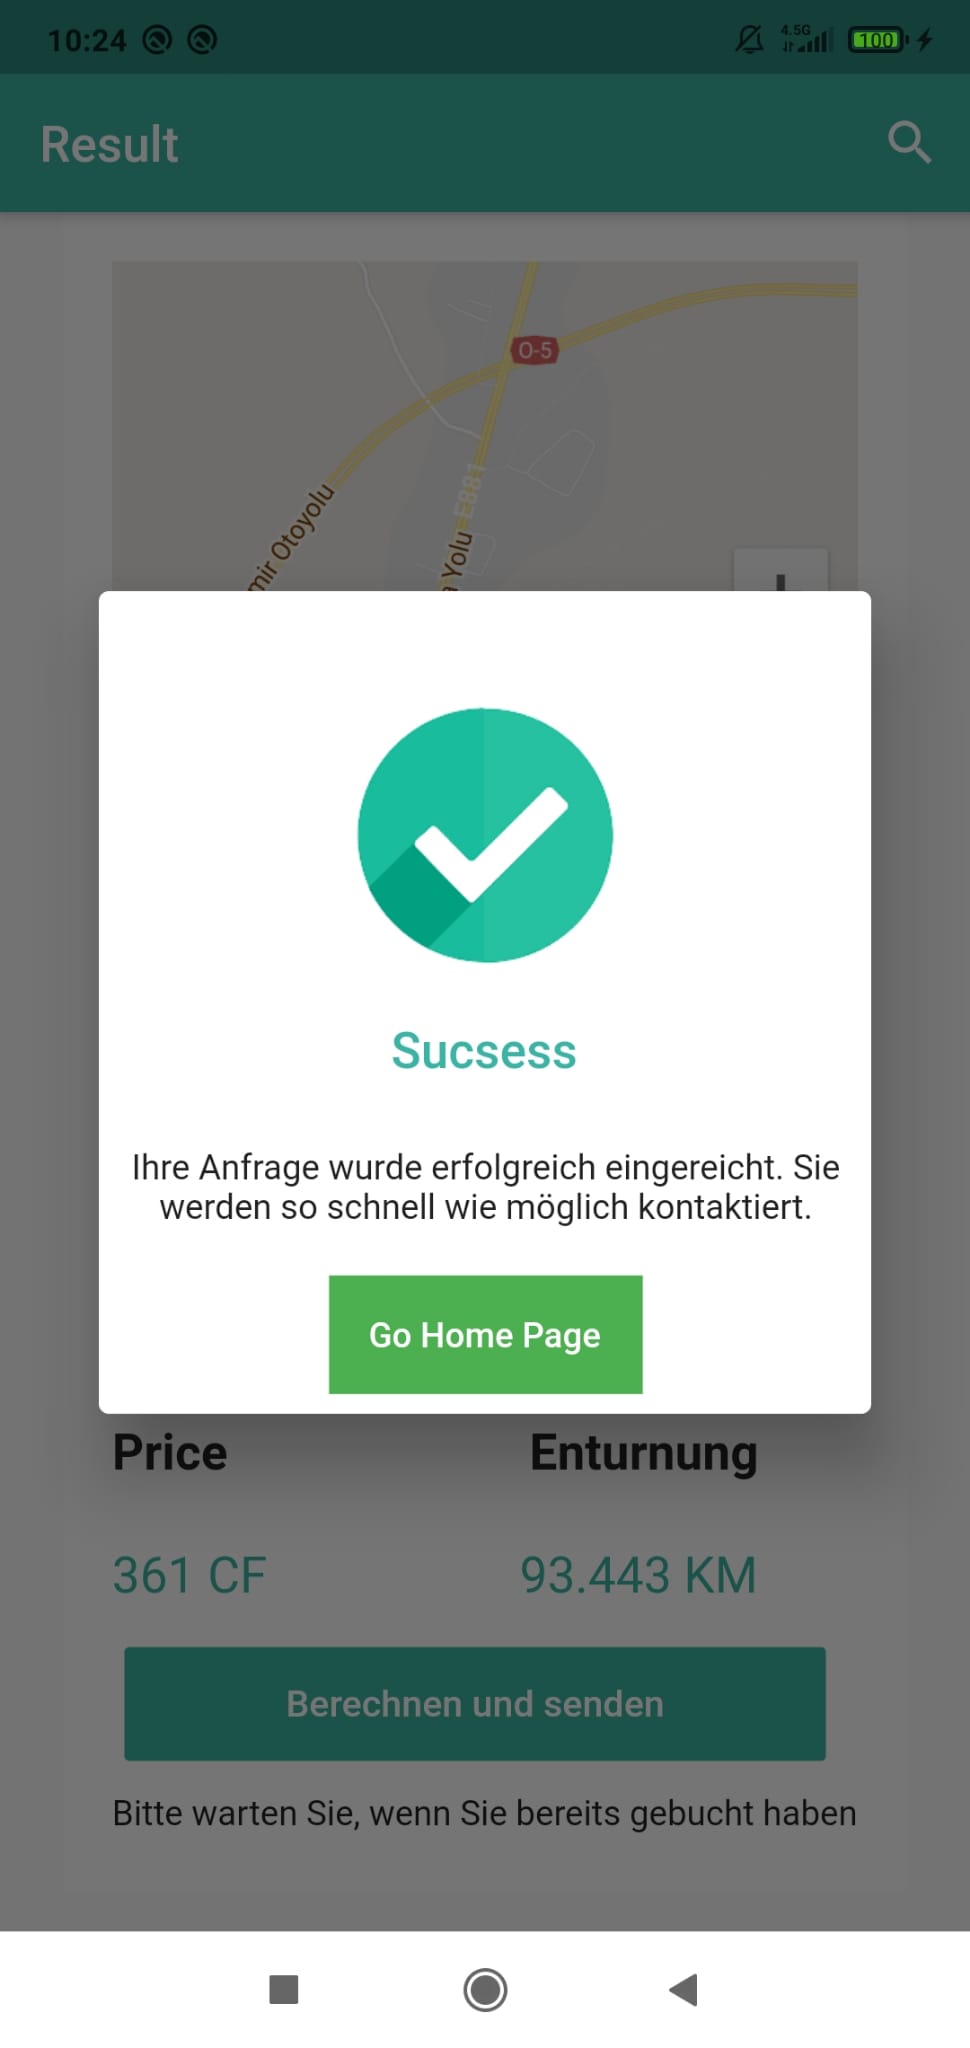 10:24
4.5G
100
Result
O-5
mir Otoyolu
Yolu
E881
Sucsess
Ihre Anfrage wurde erfolgreich eingereicht. Sie
werden so schnell wie möglich kontaktiert.
Go Home Page
Price
Enturnung
361 CF
93.443 KM
Berechnen und senden
Bitte warten Sie, wenn Sie bereits gebucht haben